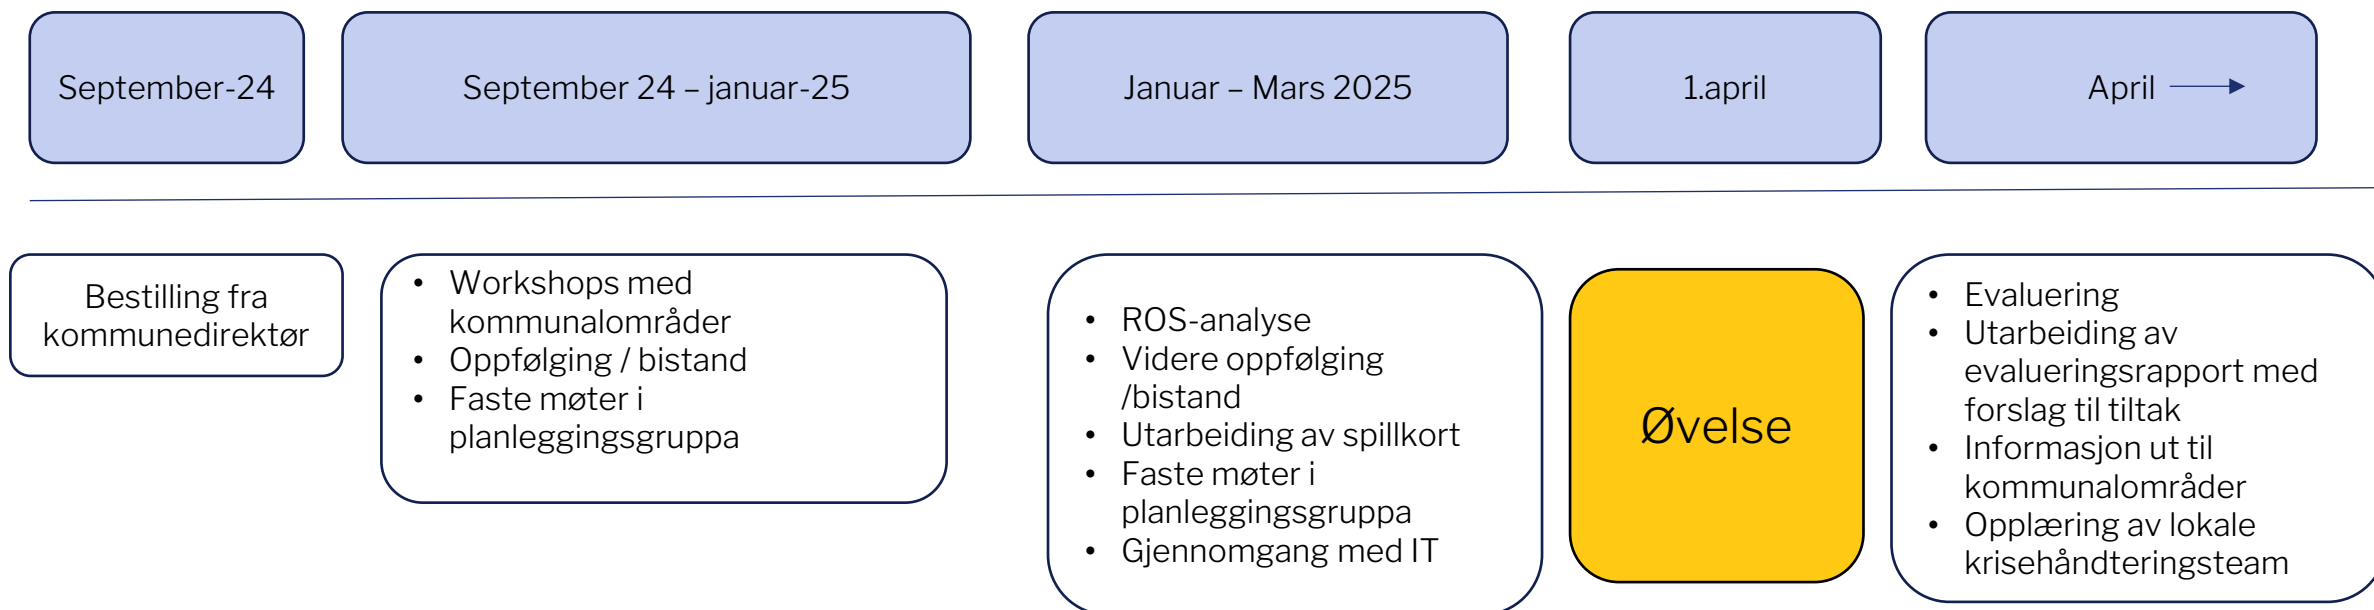 September-24
September 24 – januar-25
Januar – Mars 2025
1.april
April
Bestilling fra
kommunedirektør
• Workshops med
kommunalområder
• Oppfølging / bistand
• Faste møter i
planleggingsgruppa
• ROS-analyse
• Videre oppfølging
/bistand
• Utarbeiding av spillkort
• Faste møter i
planleggingsgruppa
• Gjennomgang med IT
Øvelse
• Evaluering
• Utarbeiding av
evalueringsrapport med
forslag til tiltak
• Informasjon ut til
kommunalområder
• Opplæring av lokale
krisehåndteringsteam